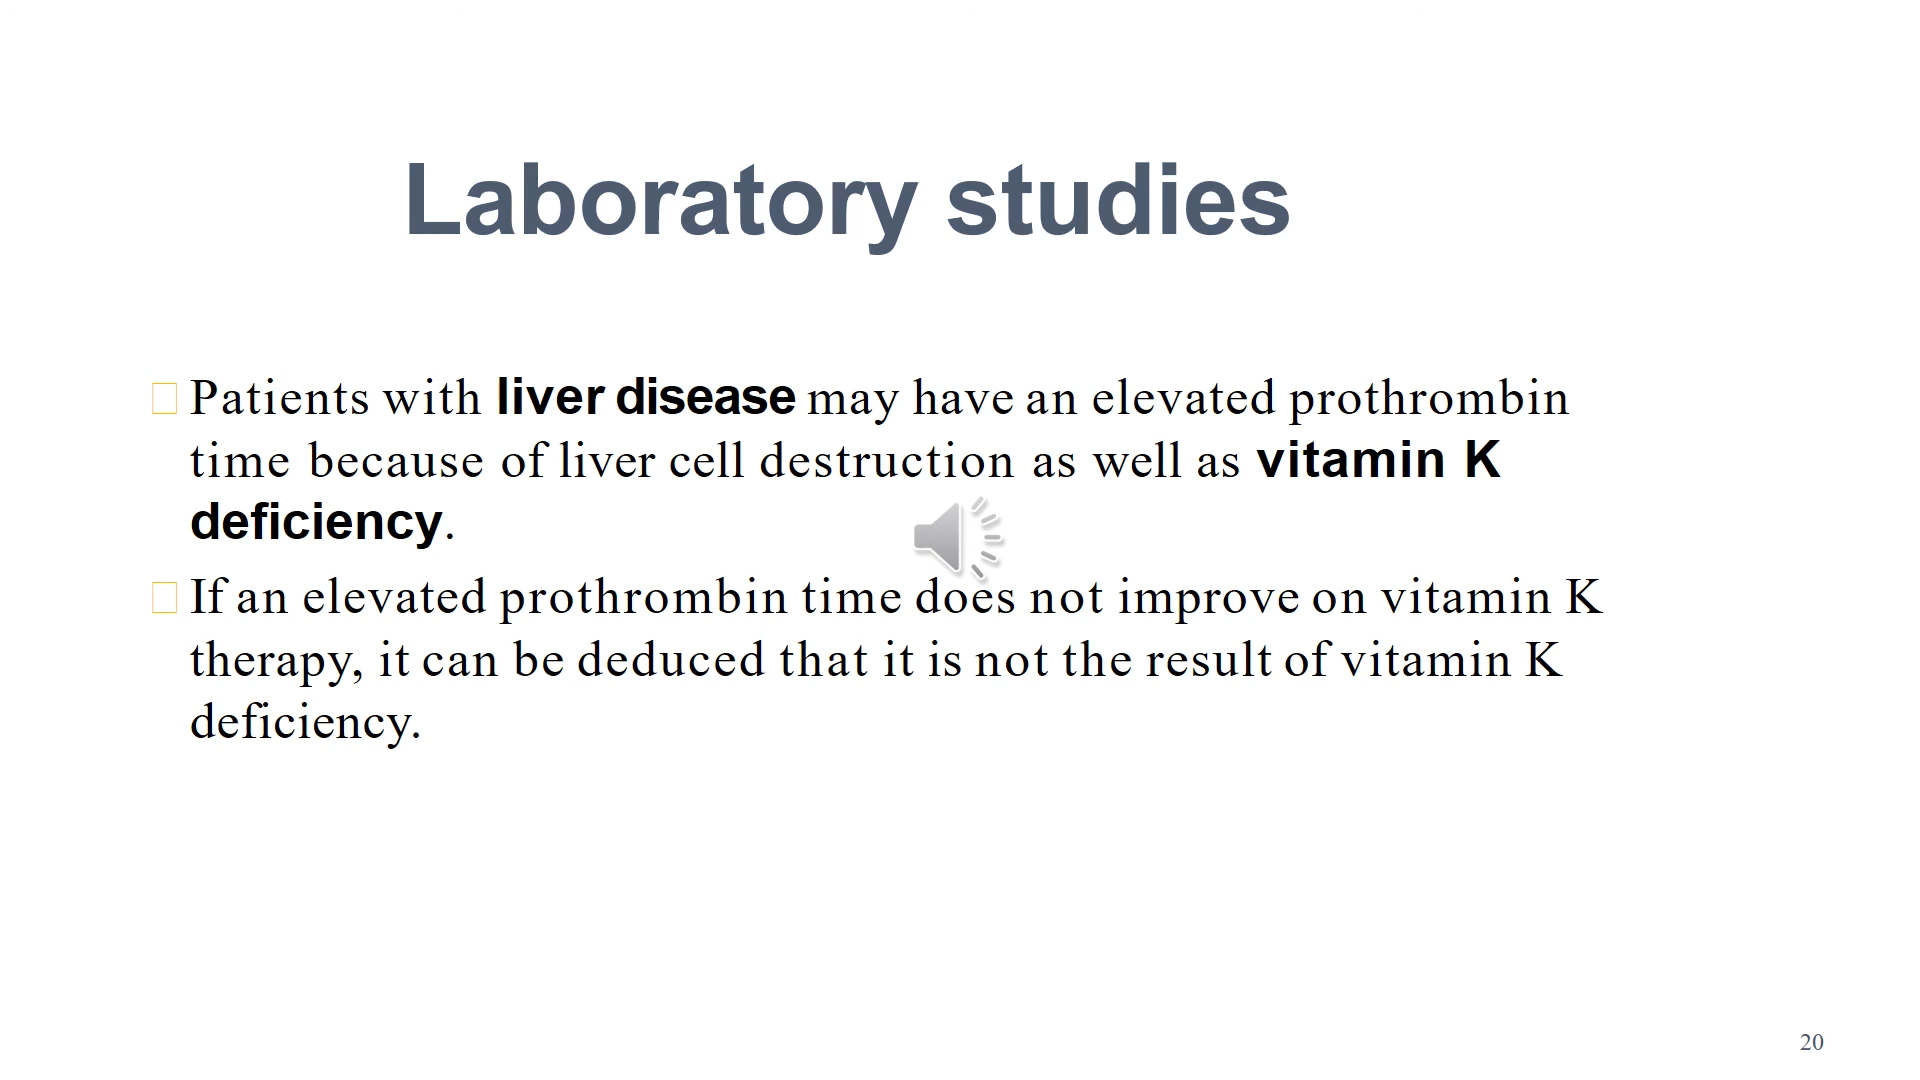 Laboratory studies
Patients with liver disease may have an elevated prothrombin
time because of liver cell destruction as well as vitamin K
deficiency.
If an elevated prothrombin time does not improve on vitamin K
therapy, it can be deduced that it is not the result of vitamin K
deficiency.
20